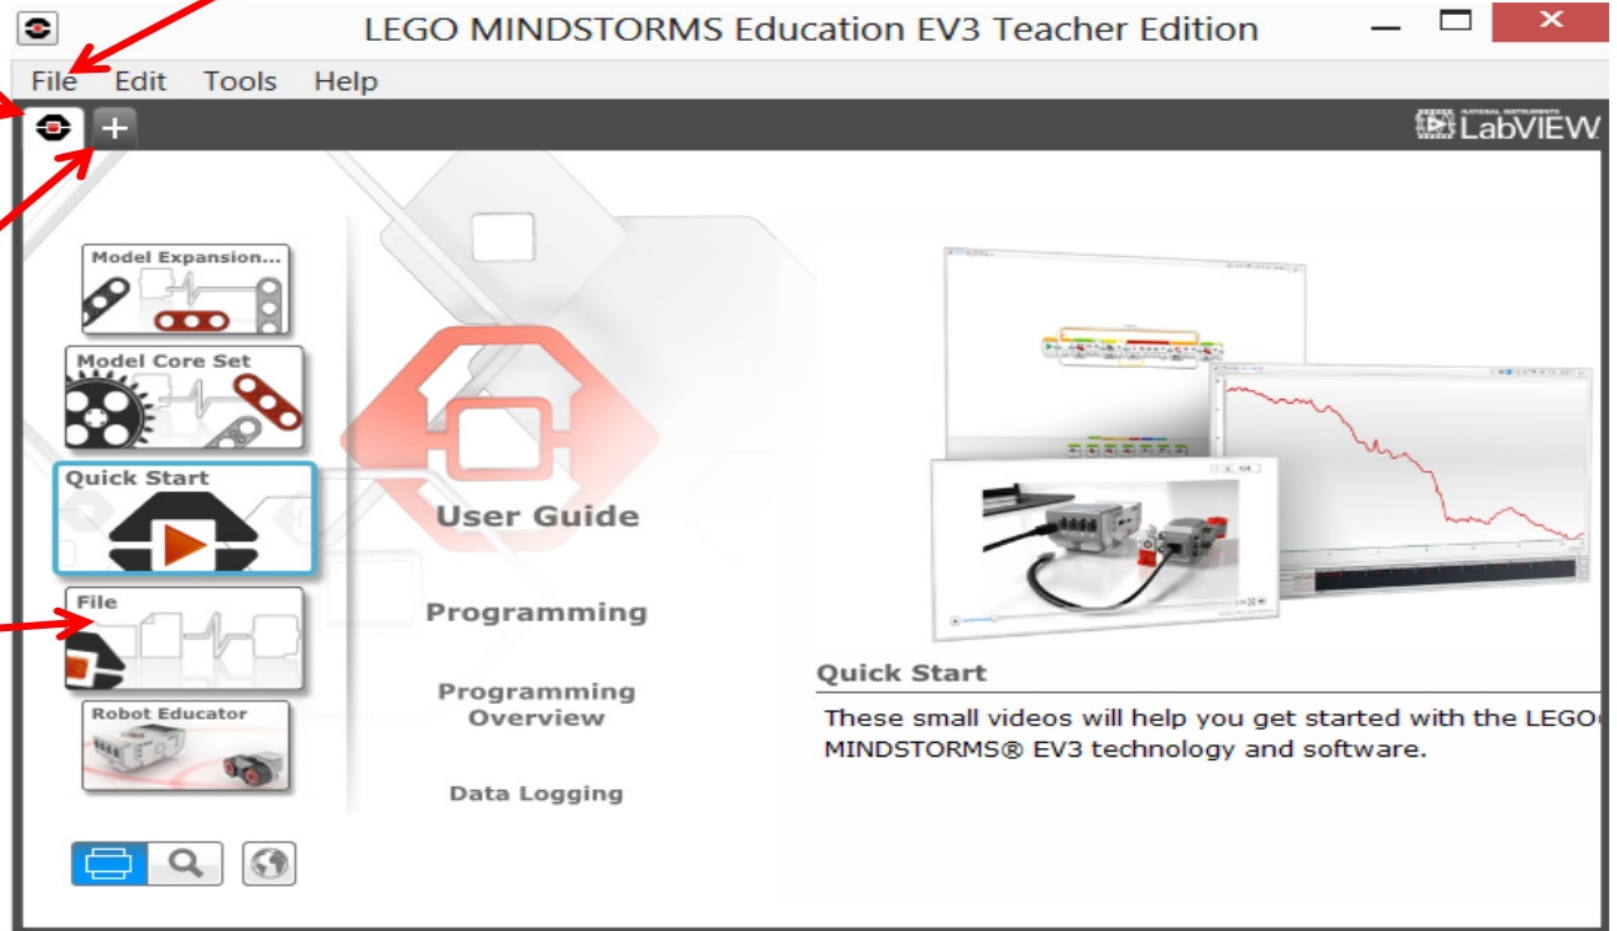 LEGO MINDSTORMS Education EV3 Teacher Edition
File Edit Tools Help
NATIONAL INSTRUMENTS
LabVIEW
Model Expansion...
Model Core Set
Quick Start
File
Robot Educator
User Guide
Programming
Programming
Overview
Data Logging
Quick Start
These small videos will help you get started with the LEGO
MINDSTORMS® EV3 technology and software.